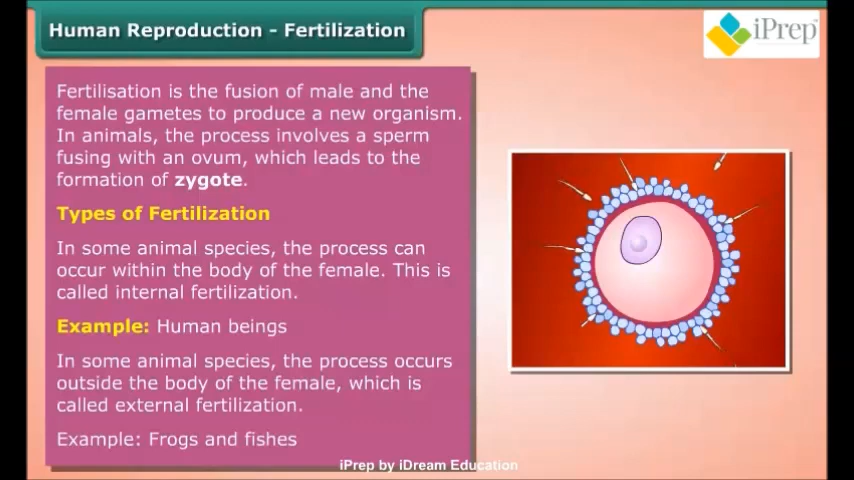 Human Reproduction - Fertilization
iPrep
Fertilisation is the fusion of male and the
female gametes to produce a new organism.
In animals, the process involves a sperm
fusing with an ovum, which leads to the
formation of zygote.
Types of Fertilization
In some animal species, the process can
occur within the body of the female. This is
called internal fertilization.
Example: Human beings
In some animal species, the process occurs
outside the body of the female, which is
called external fertilization.
Example: Frogs and fishes
iPrep by iDream Education